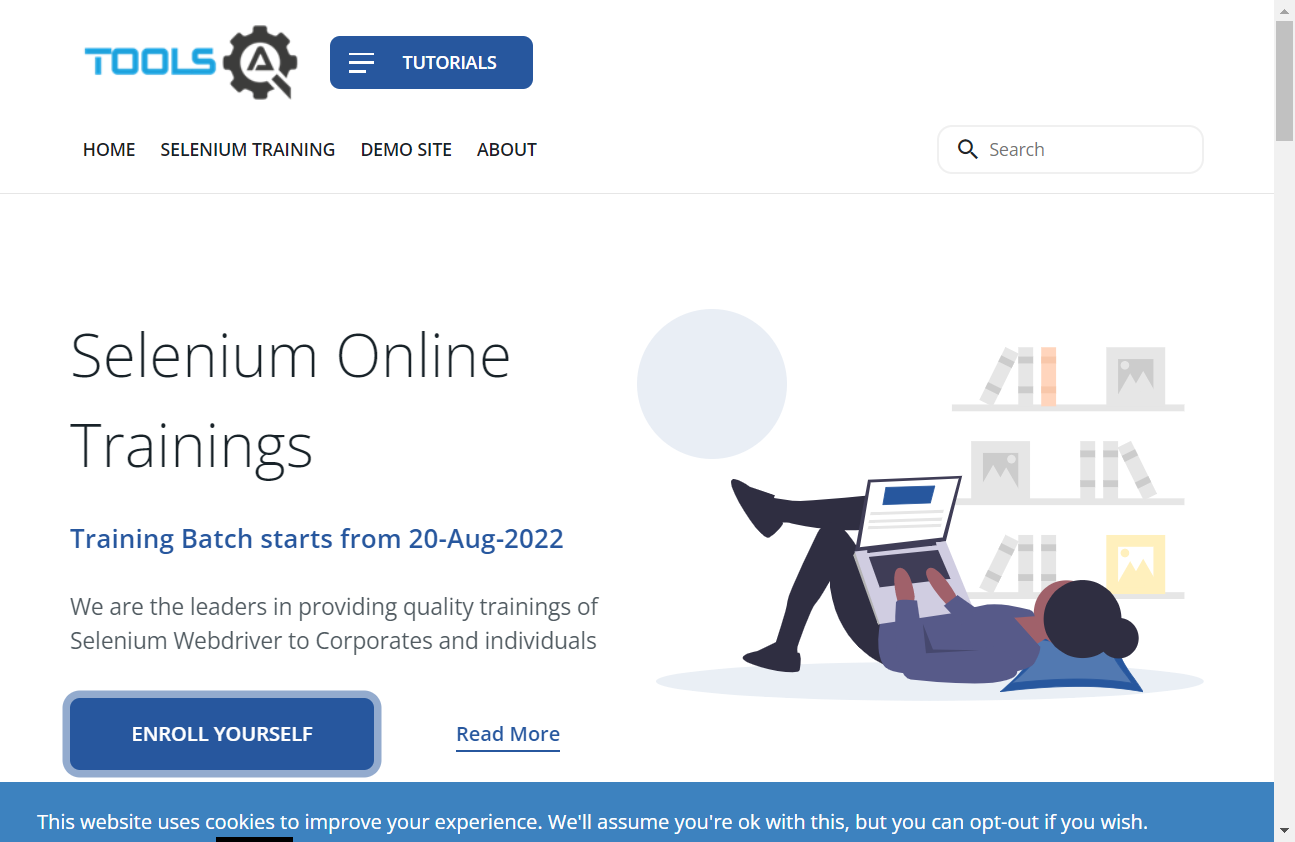 TOOLS
TUTORIALS
HOME SELENIUM TRAINING DEMO SITE ABOUT
Search
Selenium Online
Trainings
Training Batch starts from 20-Aug-2022
We are the leaders in providing quality trainings of
Selenium Webdriver to Corporates and individuals
ENROLL YOURSELF
Read More
This website uses cookies to improve your experience. We'll assume you're ok with this, but you can opt-out if you wish.